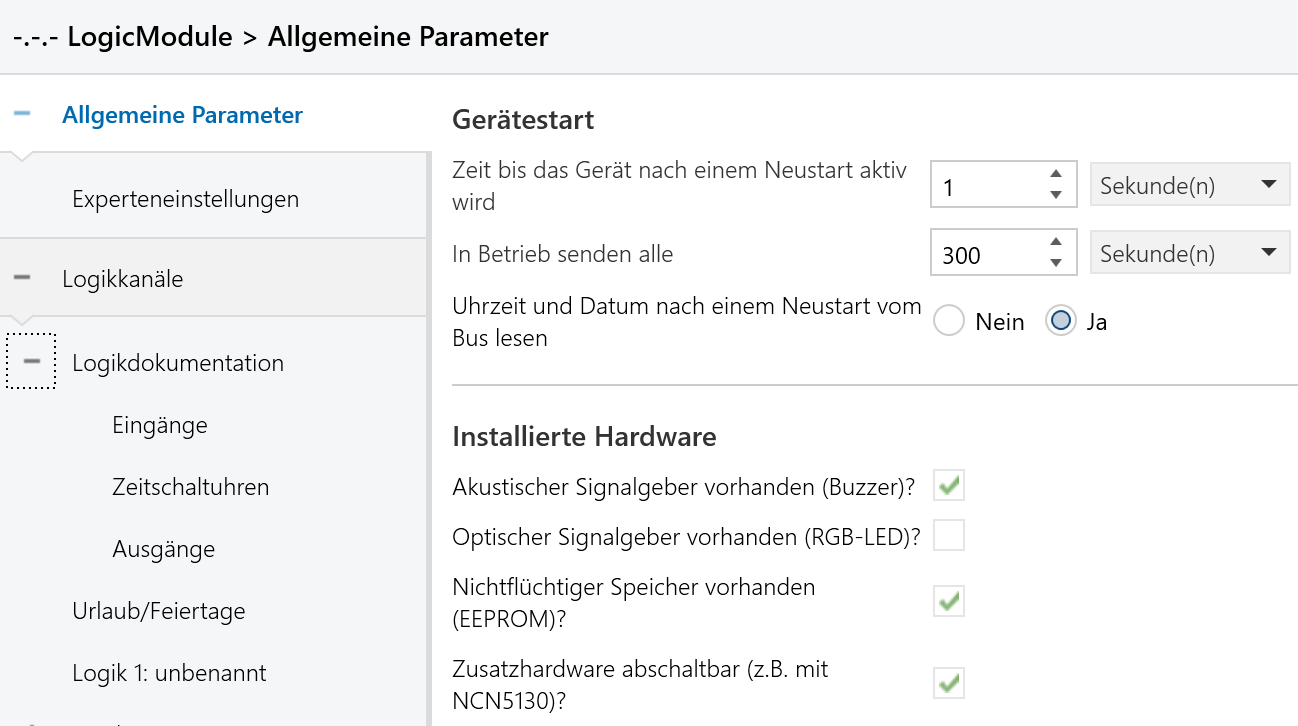 -.-.- LogicModule > Allgemeine Parameter
Allgemeine Parameter
Experteneinstellungen
Logikkanäle
Logikdokumentation
Eingänge
Zeitschaltuhren
Ausgänge
Urlaub/Feiertage
Logik 1: unbenannt
Gerätestart
Zeit bis das Gerät nach einem Neustart aktiv
wird
1 Sekunde(n)
In Betrieb senden alle 300 Sekunde(n)
Uhrzeit und Datum nach einem Neustart vom
Bus lesen
Nein Ja
Installierte Hardware
Akustischer Signalgeber vorhanden (Buzzer)?
Optischer Signalgeber vorhanden (RGB-LED)?
Nichtflüchtiger Speicher vorhanden
(EEPROM)?
Zusatzhardware abschaltbar (z.B. mit
NCN5130)?